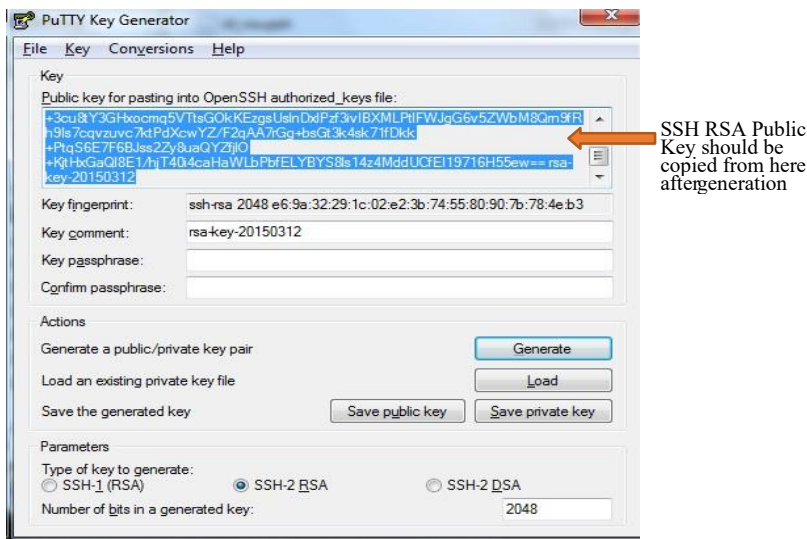 PuTTY Key Generator
File Key Conversions Help
Key
Public key for pasting into OpenSSH authorized_keys file:
+3cu8tY3GHxocmq5VTtsGOkKEzgsUslnDxlPzf3ivIBXMLPtlFWJgG6v5ZWbM8Qm9fR
h9ls7cqvzuvc7ktPdXcwYZ/F2qAA7rGg+bsGt3k4sk71fDkk
+PtqS6E7F6BJss2Zy8uaQYZfjlO
+KjtHxGaQI8E1/hjT40i4caHaWLbPbfELYBYS8ls14z4MddUCfEI19716H55ew== rsa-
key-20150312
Key fingerprint: ssh-rsa 2048 e6:9a:32:29:1c:02:e2:3b:74:55:80:90:7b:78:4e:b3
Key comment: rsa-key-20150312
Key passphrase:
Confirm passphrase:
Actions
Generate a public/private key pair Generate
Load an existing private key file Load
Save the generated key Save public key Save private key
Parameters
Type of key to generate:
SSH-1 (RSA) SSH-2 RSA SSH-2 DSA
Number of bits in a generated key: 2048
SSH RSA Public
Key should be
copied from here
aftergeneration